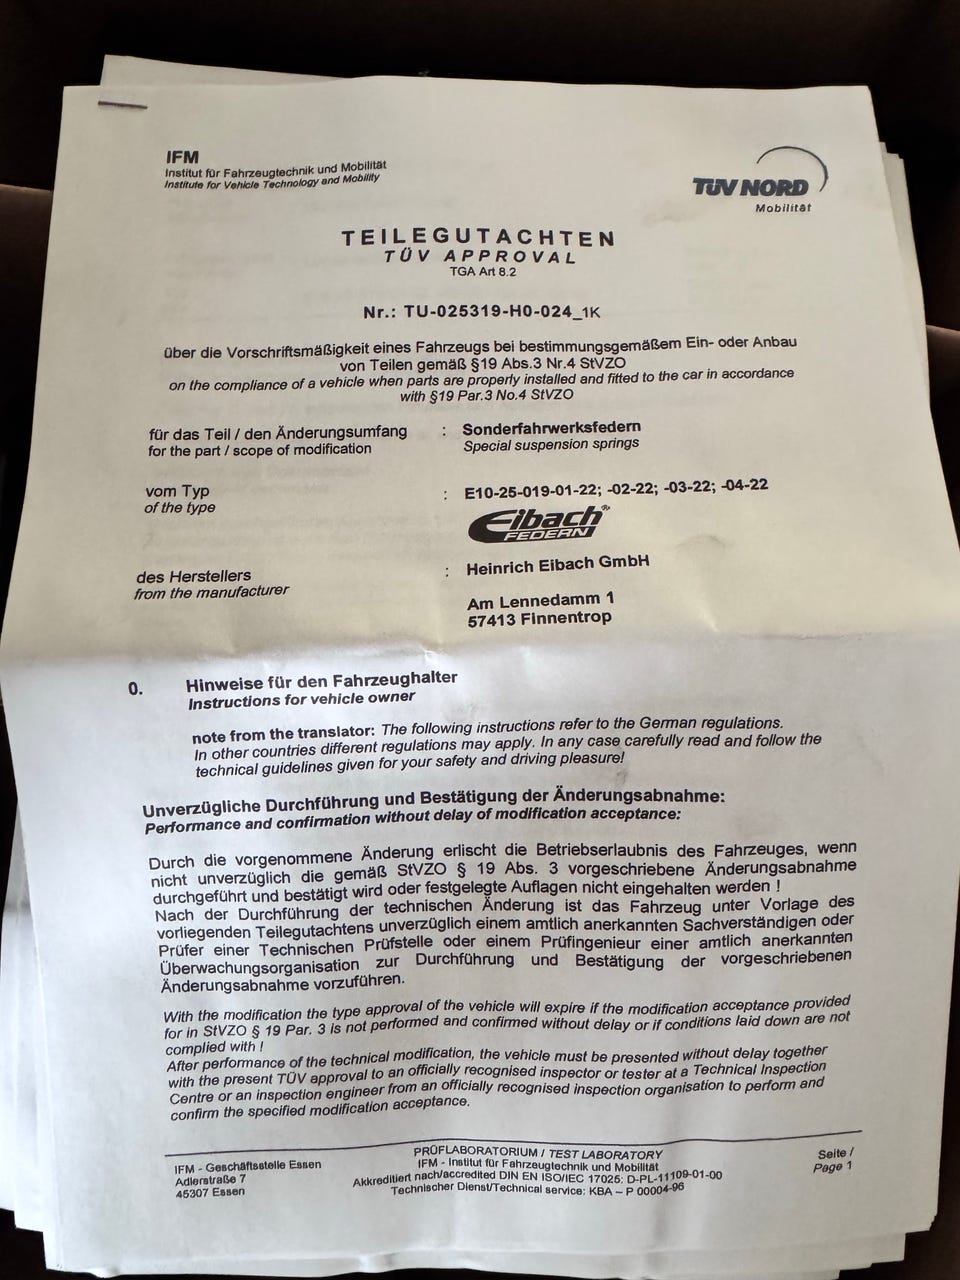 IFM
Institut für Fahrzeugtechnik und Mobilität
Institute for Vehicle Technology and Mobility
TÜV NORD
Mobilität
TEILEGUTACHTEN
TÜV APPROVAL
TGA Art 8.2
Nr.: TU-025319-H0-024_1K
über die Vorschriftsmäßigkeit eines Fahrzeugs bei bestimmungsgemäßem Ein- oder Anbau
von Teilen gemäß §19 Abs.3 Nr.4 StVZO
on the compliance of a vehicle when parts are properly installed and fitted to the car in accordance
with §19 Par.3 No.4 StVZO
für das Teil / den Änderungsumfang : Sonderfahrwerksfedern
for the part / scope of modification Special suspension springs
vom Typ : E10-25-019-01-22; -02-22; -03-22; -04-22
of the type
Eibach®
FEDERN
des Herstellers : Heinrich Eibach GmbH
from the manufacturer
Am Lennedamm 1
57413 Finnentrop
0. Hinweise für den Fahrzeughalter
Instructions for vehicle owner
note from the translator: The following instructions refer to the German regulations.
In other countries different regulations may apply. In any case carefully read and follow the
technical guidelines given for your safety and driving pleasure!
Unverzügliche Durchführung und Bestätigung der Änderungsabnahme:
Performance and confirmation without delay of modification acceptance:
Durch die vorgenommene Änderung erlischt die Betriebserlaubnis des Fahrzeuges, wenn
nicht unverzüglich die gemäß StVZO § 19 Abs. 3 vorgeschriebene Änderungsabnahme
durchgeführt und bestätigt wird oder festgelegte Auflagen nicht eingehalten werden !
Nach der Durchführung der technischen Änderung ist das Fahrzeug unter Vorlage des
vorliegenden Teilegutachtens unverzüglich einem amtlich anerkannten Sachverständigen oder
Prüfer einer Technischen Prüfstelle oder einem Prüfingenieur einer amtlich anerkannten
Überwachungsorganisation zur Durchführung und Bestätigung der vorgeschriebenen
Änderungsabnahme vorzuführen.
With the modification the type approval of the vehicle will expire if the modification acceptance provided
for in StVZO § 19 Par. 3 is not performed and confirmed without delay or if conditions laid down are not
complied with !
After performance of the technical modification, the vehicle must be presented without delay together
with the present TÜV approval to an officially recognised inspector or tester at a Technical Inspection
Centre or an inspection engineer from an officially recognised inspection organisation to perform and
confirm the specified modification acceptance.
IFM - Geschäftsstelle Essen
Adlerstraße 7
45307 Essen
PRÜFLABORATORIUM / TEST LABORATORY
IFM - Institut für Fahrzeugtechnik und Mobilität
Akkreditiert nach/accredited DIN EN ISO/IEC 17025: D-PL-11109-01-00
Technischer Dienst/Technical service: KBA – P 00004-96
Seite /
Page 1